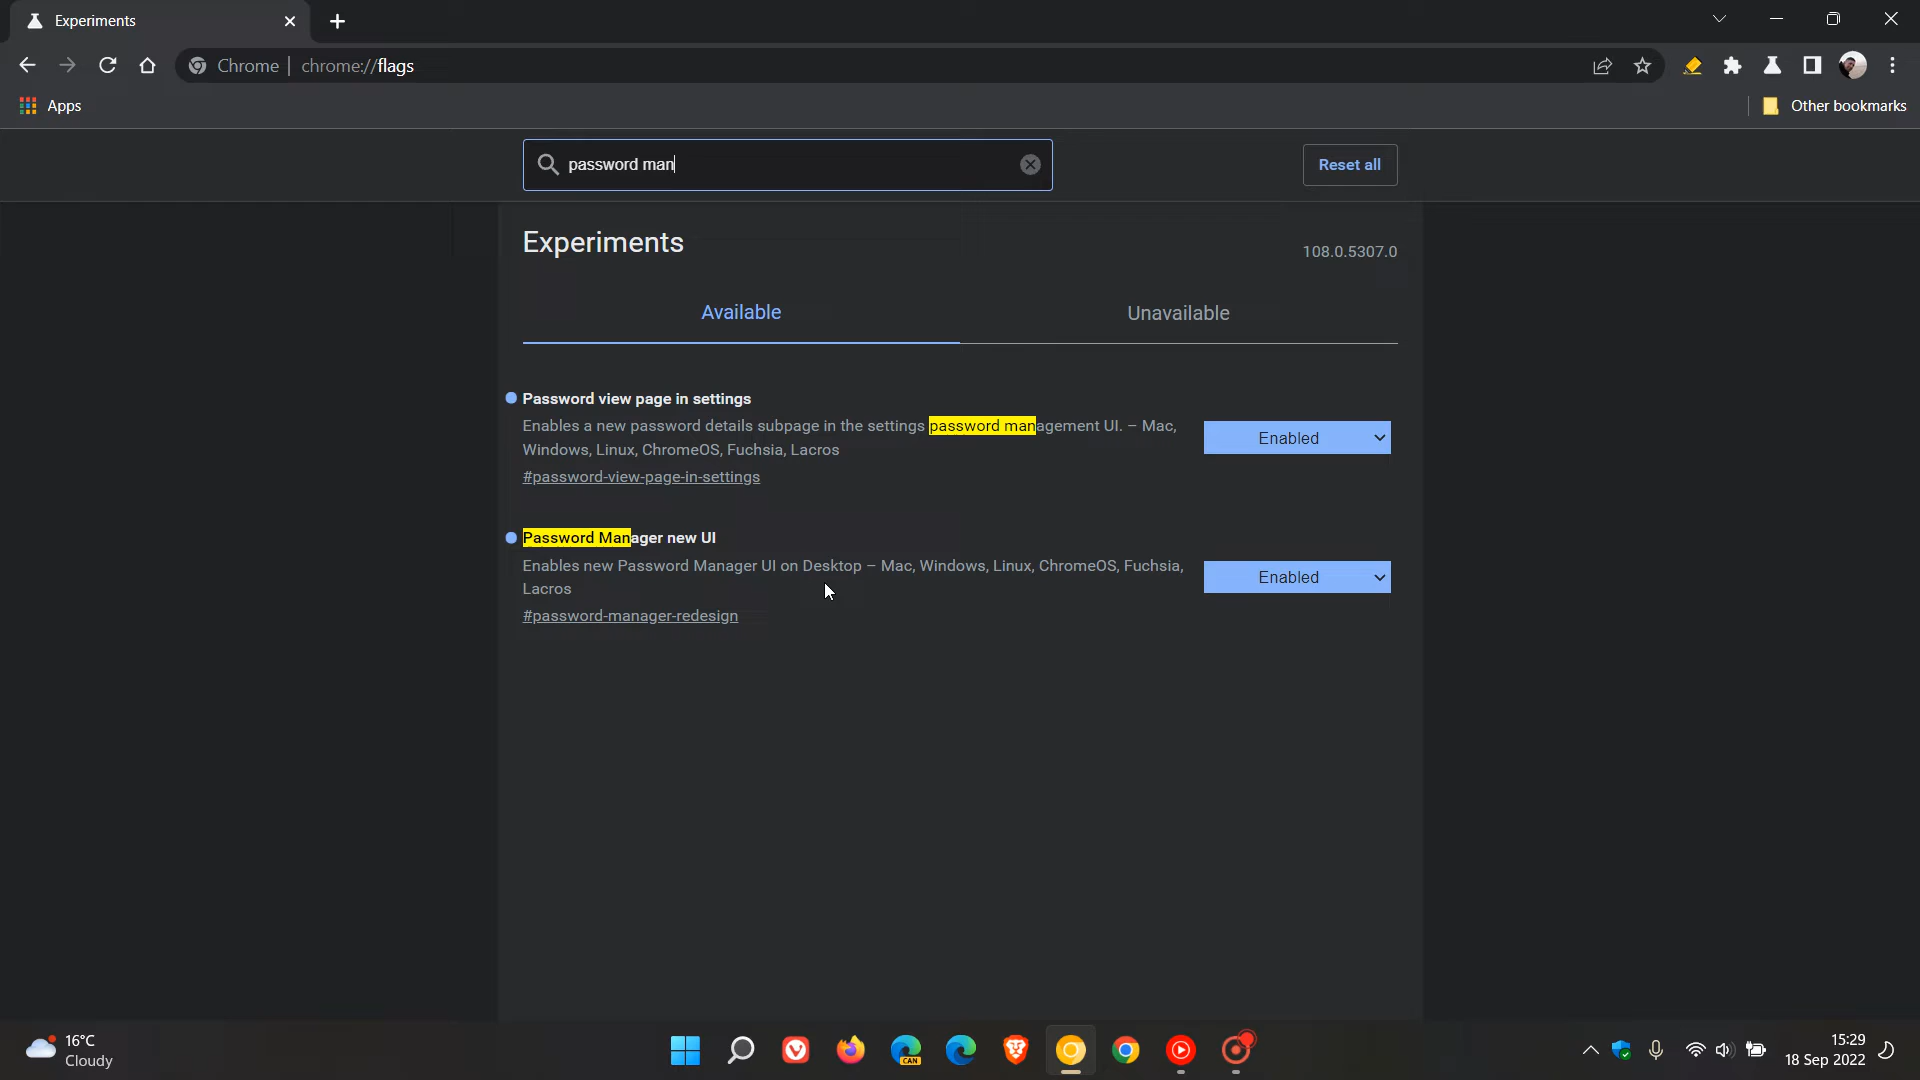 Experiments
Chrome | chrome://flags
Apps
Other bookmarks
password man
Reset all
Experiments
108.0.5307.0
Available
Unavailable
Password view page in settings
Enables a new password details subpage in the settings password management UI. – Mac,
Windows, Linux, ChromeOS, Fuchsia, Lacros
#password-view-page-in-settings
Enabled
Password Manager new UI
Enables new Password Manager UI on Desktop – Mac, Windows, Linux, ChromeOS, Fuchsia,
Lacros
#password-manager-redesign
Enabled
16°C
Cloudy
CAN
15:29
18 Sep 2022